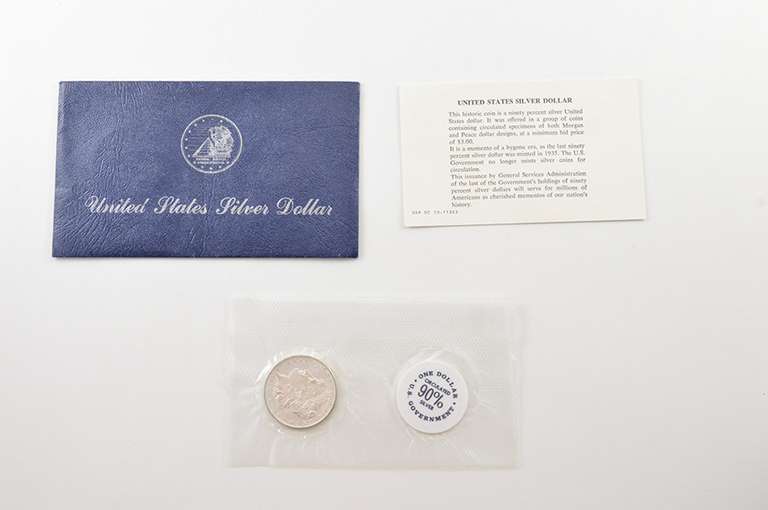 United States Silver Dollar
UNITED STATES SILVER DOLLAR
This historic coin is a ninety percent silver United
States dollar. It was offered in a group of coins
containing circulated specimens of both Morgan
and Peace dollar designs, at a minimum bid price
of $3.00.
It is a memento of a bygone era, as the last ninety
percent silver dollar was minted in 1935. The U.S.
Government no longer mints silver coins for
circulation.
This issuance by General Services Administration
of the last of the Government's holdings of ninety
percent silver dollars will serve for millions of
Americans as cherished mementos of our nation's
history.
ONE DOLLAR
CIRCULATED
90%
SILVER
U.S. GOVERNMENT